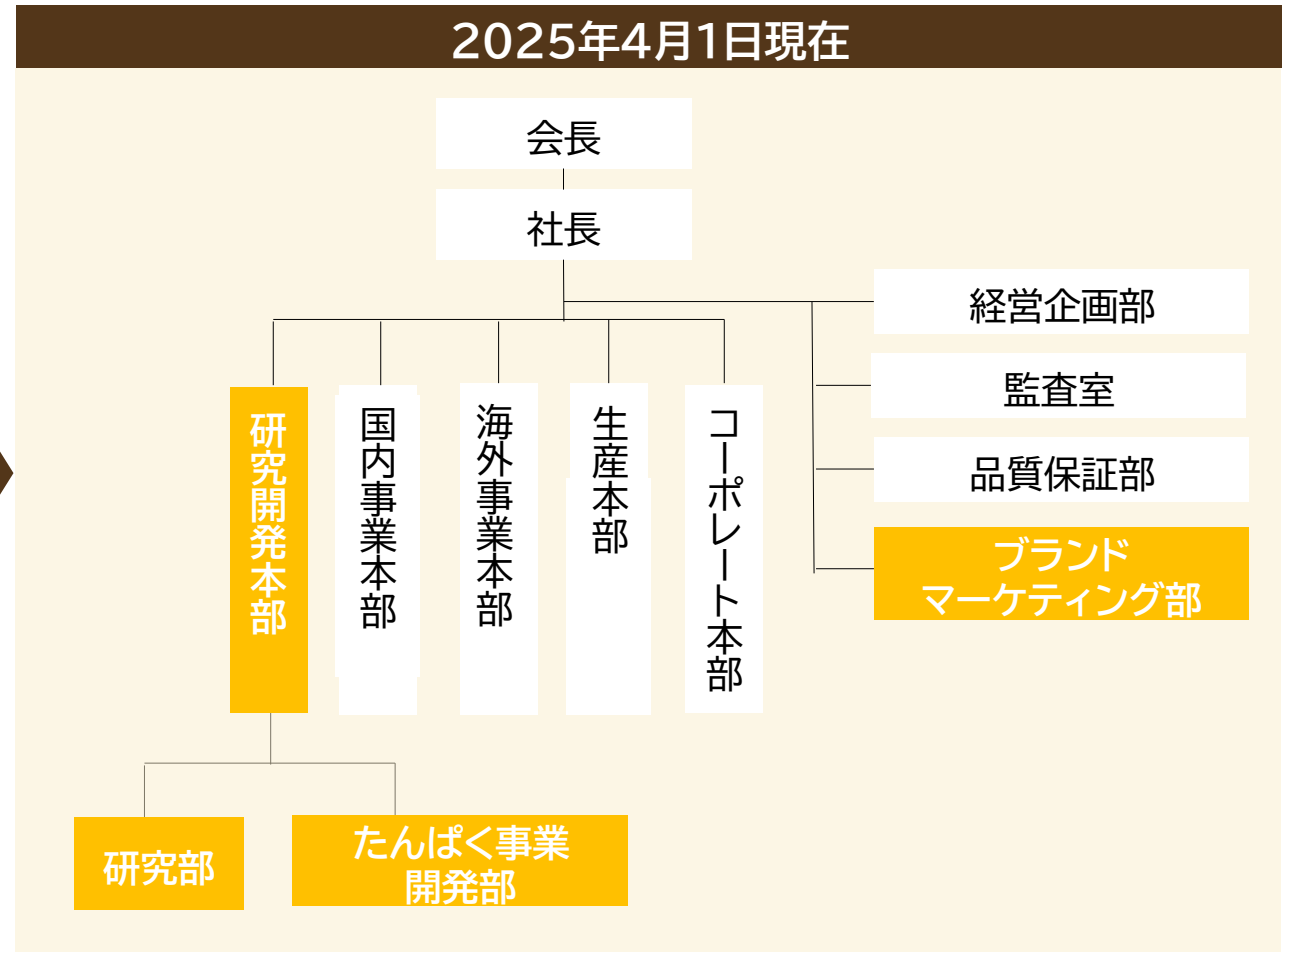 2025年4月1日現在
会長
社長
経営企画部
監査室
品質保証部
ブランド
マーケティング部
研究開発本部
国内事業本部
海外事業本部
生産本部
コーポレート本部
研究部
たんぱく事業
開発部